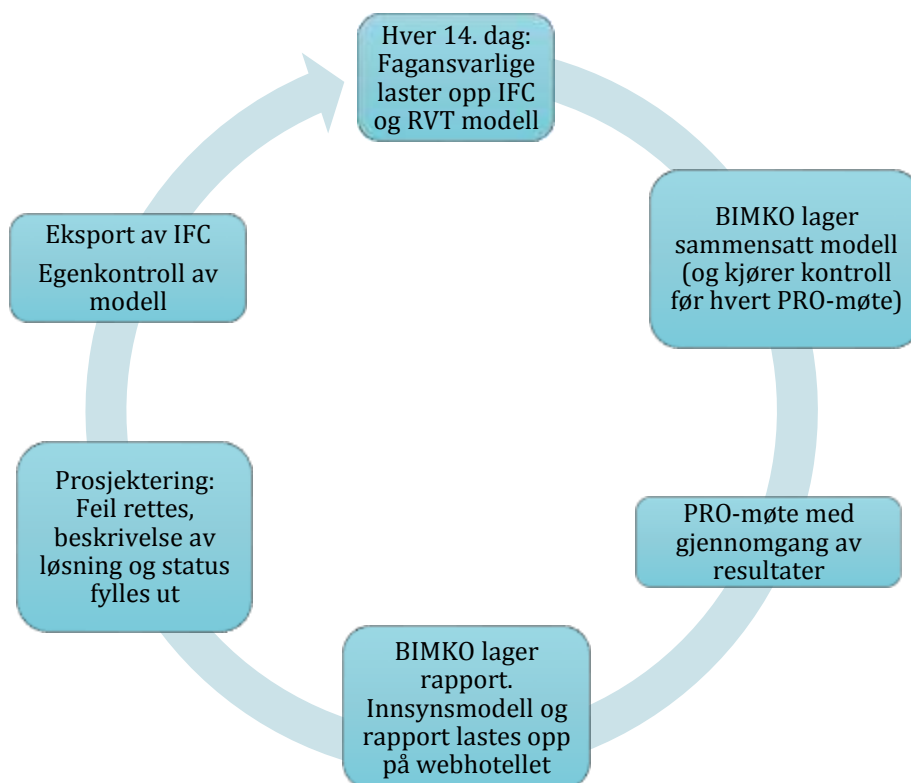 Hver 14. dag:
Fagansvarlige
laster opp IFC
og RVT modell
BIMKO lager
sammensatt modell
(og kjører kontroll
før hvert PRO-møte)
PRO-møte med
gjennomgang av
resultater
BIMKO lager
rapport.
Innsynsmodell og
rapport lastes opp
på webhotellet
Prosjektering:
Feil rettes,
beskrivelse av
løsning og status
fylles ut
Eksport av IFC
Egenkontroll av
modell